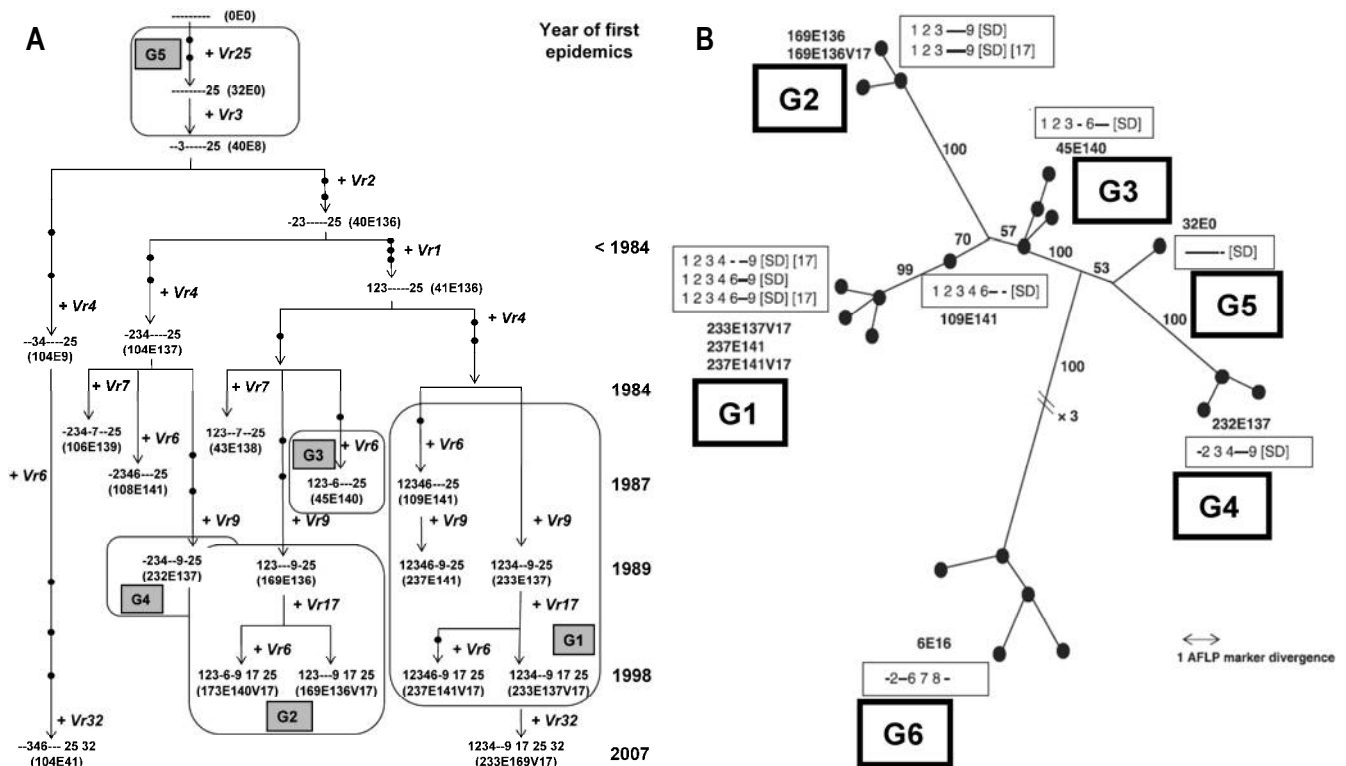 A
--------- (0E0)
Year of first
epidemics
G5
+ Vr25
--------25 (32E0)
+ Vr3
--3-----25 (40E8)
+ Vr2
-23-----25 (40E136)
< 1984
+ Vr1
+ Vr4
123-----25 (41E136)
+ Vr4
+ Vr4
--34----25
(104E9)
-234----25
(104E137)
1984
+ Vr7
+ Vr6
-234-7--25
(106E139)
-2346---25
(108E141)
+ Vr7
123--7--25
(43E138)
G3
+ Vr6
123-6---25
(45E140)
+ Vr6
12346---25
(109E141)
1987
+ Vr6
+ Vr9
+ Vr9
+ Vr9
+ Vr9
-234--9-25
(232E137)
G4
123---9-25
(169E136)
12346-9-25
(237E141)
1234--9-25
(233E137)
1989
+ Vr17
+ Vr17
+ Vr6
+ Vr6
G1
123-6-9 17 25
(173E140V17)
123---9 17 25
(169E136V17)
12346-9 17 25
(237E141V17)
1234--9 17 25
(233E137V17)
1998
G2
+ Vr32
+ Vr32
--346--- 25 32
(104E41)
1234--9 17 25 32
(233E169V17)
2007
B
169E136
169E136V17
1 2 3 —9 [SD]
1 2 3 —9 [SD] [17]
G2
1 2 3 - 6— [SD]
45E140
G3
100
57
70
99
100
53
100
100
× 3
32E0
—- [SD]
G5
1 2 3 4 - –9 [SD] [17]
1 2 3 4 6–9 [SD]
1 2 3 4 6–9 [SD] [17]
1 2 3 4 6– - [SD]
109E141
233E137V17
237E141
237E141V17
G1
232E137
-2 3 4—9 [SD]
G4
6E16
-2–6 7 8 -
G6
1 AFLP marker divergence